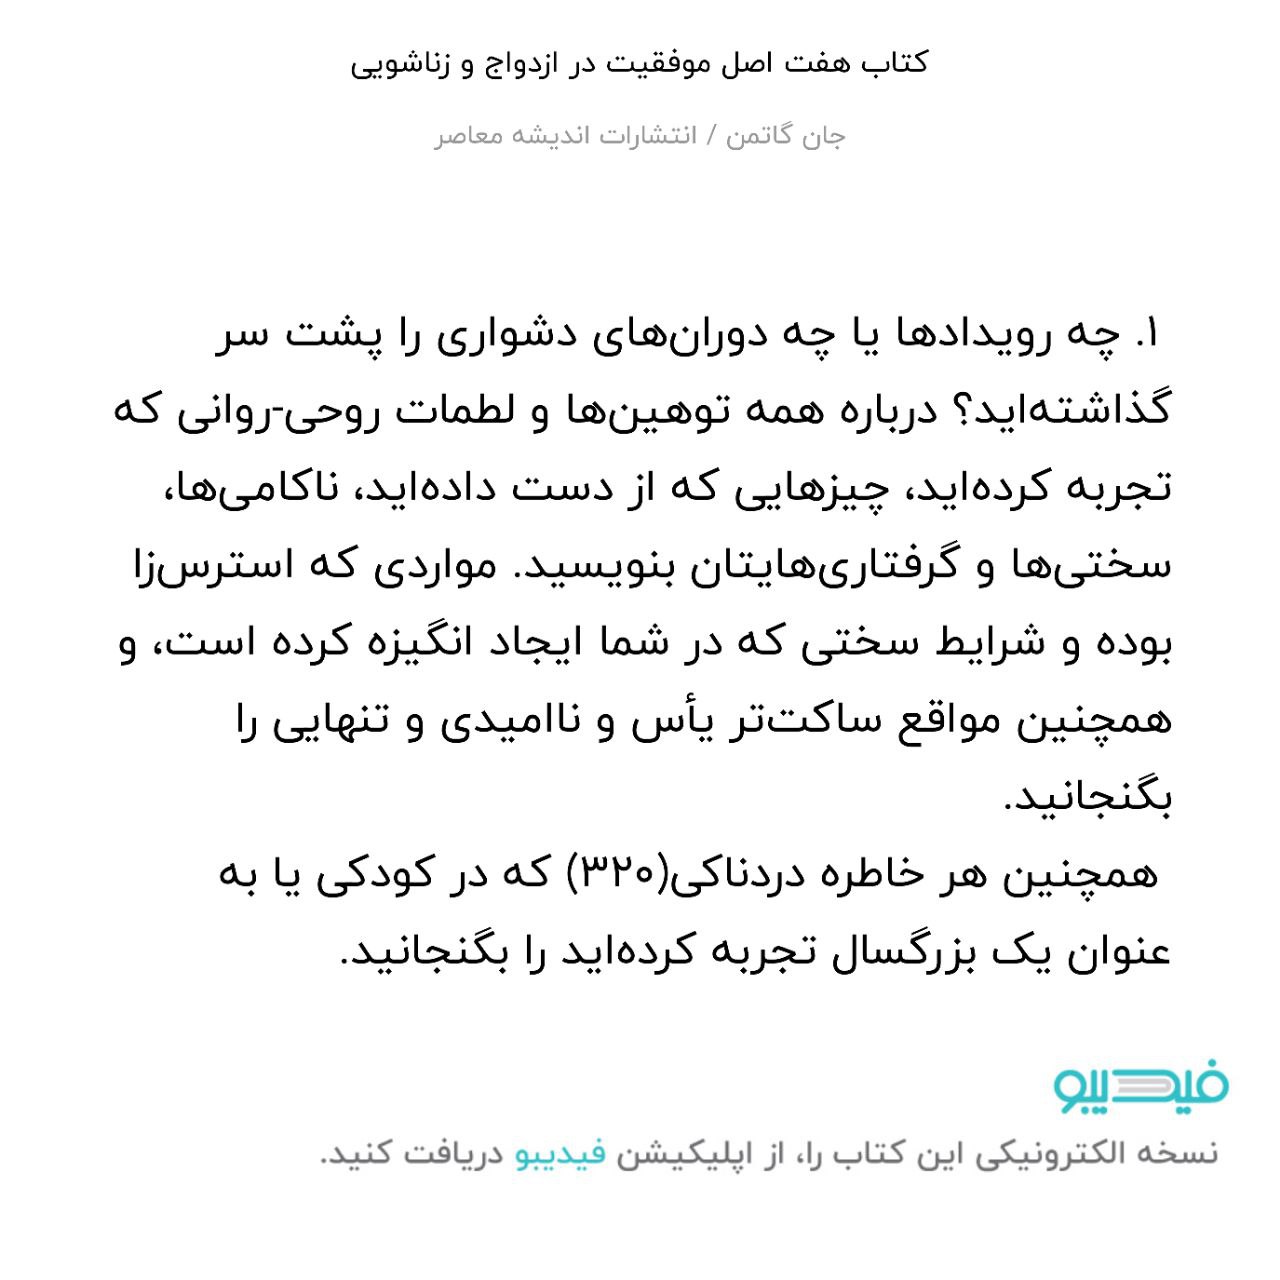 کتاب هفت اصل موفقیت در ازدواج و زناشویی
جان گاتمن / انتشارات اندیشه معاصر
۱. چه رویدادها یا چه دوران‌های دشواری را پشت سر
گذاشته‌اید؟ درباره همه توهین‌ها و لطمات روحی-روانی که
تجربه کرده‌اید، چیزهایی که از دست داده‌اید، ناکامی‌ها،
سختی‌ها و گرفتاری‌هایتان بنویسید. مواردی که استرس‌زا
بوده و شرایط سختی که در شما ایجاد انگیزه کرده است، و
همچنین مواقع ساکت‌تر یأس و ناامیدی و تنهایی را
بگنجانید.
همچنین هر خاطره دردناکی(۳۲۰) که در کودکی یا به
عنوان یک بزرگسال تجربه کرده‌اید را بگنجانید.
فیدیبو
نسخه الکترونیکی این کتاب را، از اپلیکیشن فیدیبو دریافت کنید.